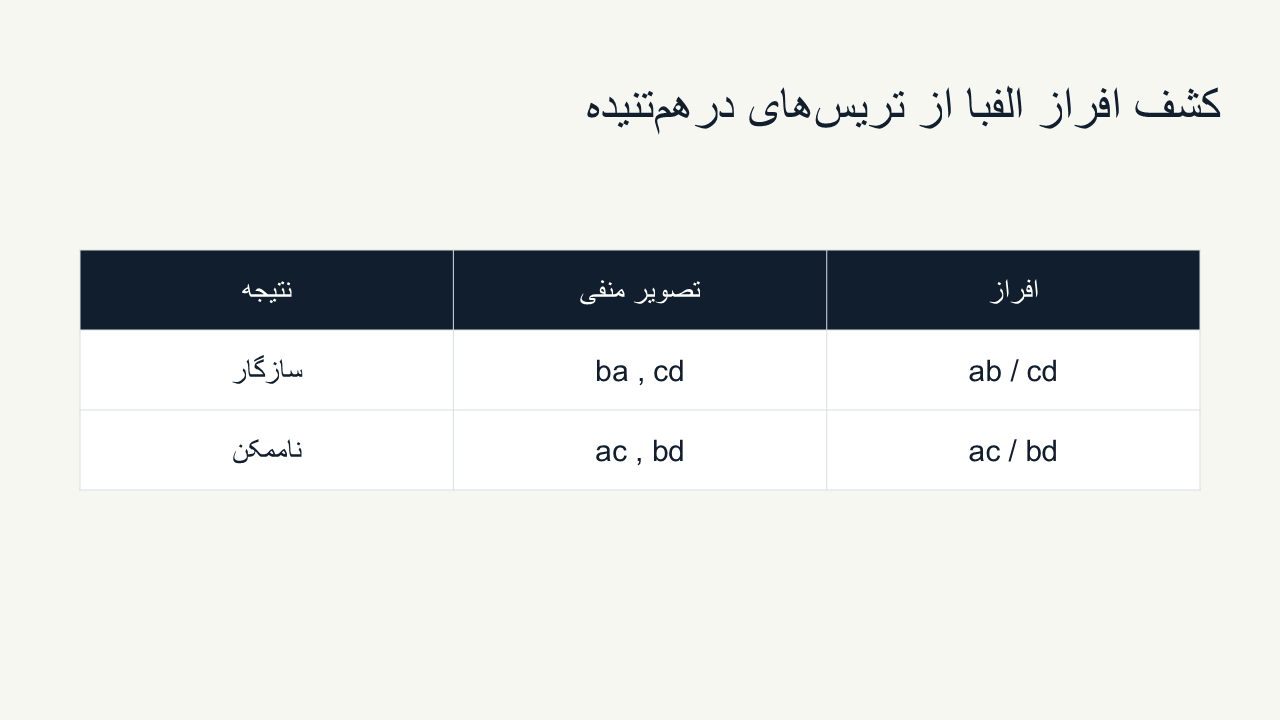 کشف افراز الفبا از تریس‌های درهم‌تنیده
افراز تصویر منفی نتیجه
ab / cd ba , cd سازگار
ac / bd ac , bd ناممکن